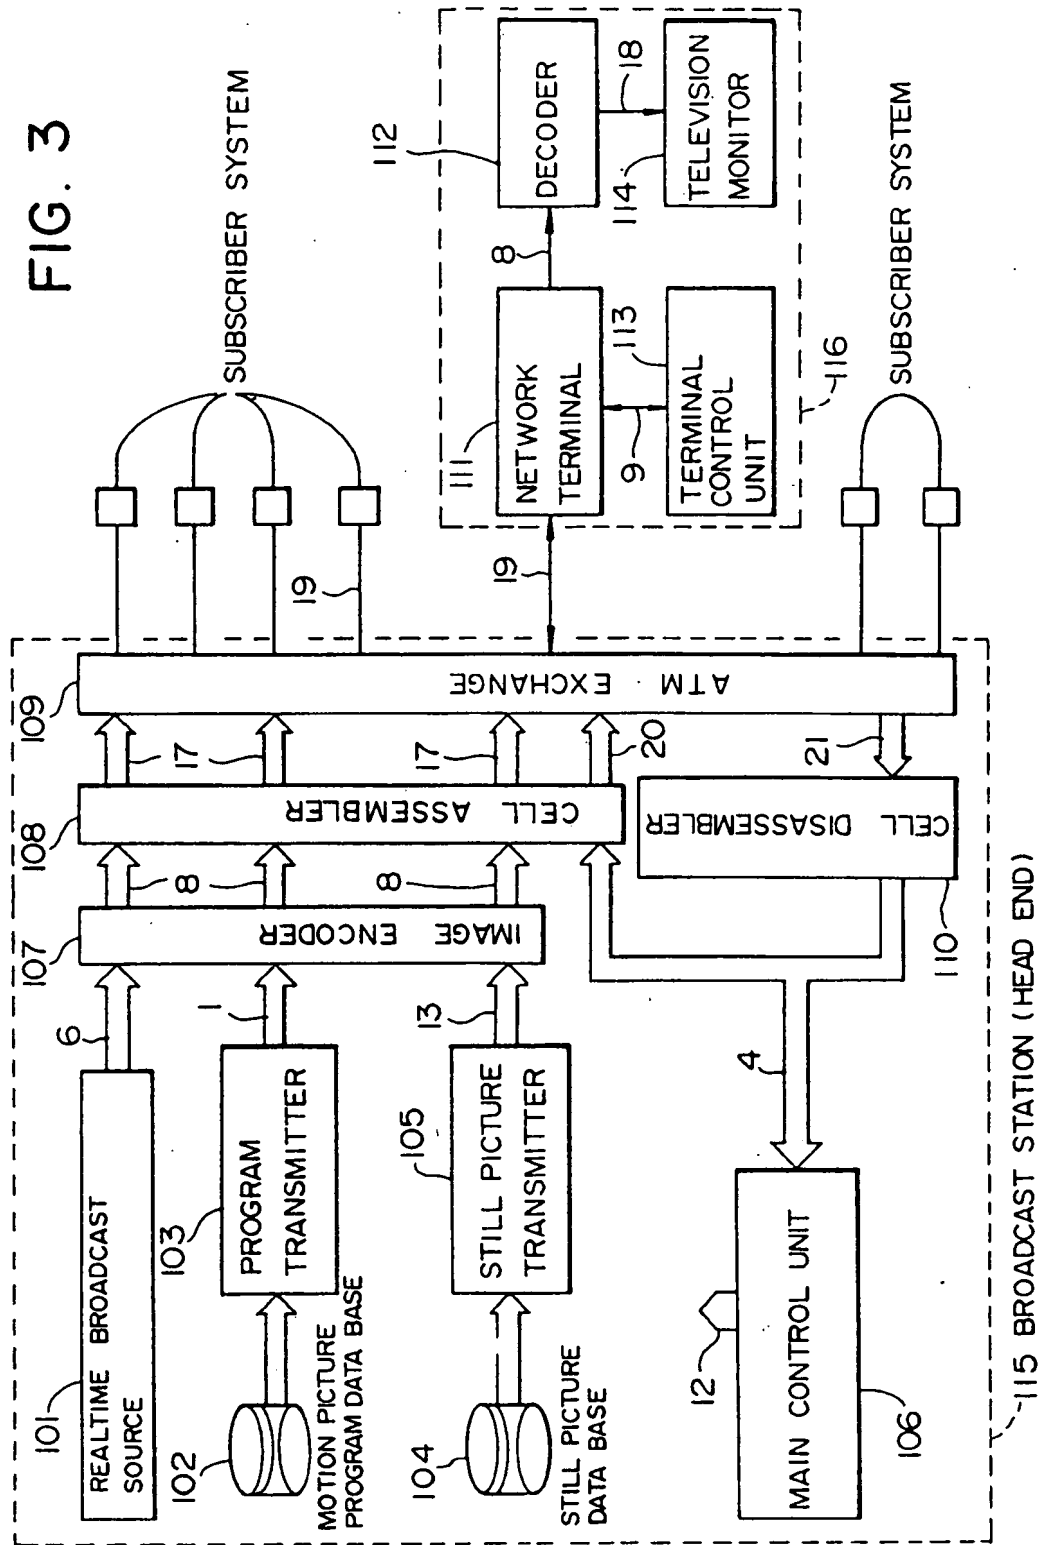 FIG. 3
101
REALTIME BROADCAST
SOURCE
6
107
IMAGE ENCODER
8
108
CELL ASSEMBLER
17
109
ATM EXCHANGE
SUBSCRIBER SYSTEM
19
102
MOTION PICTURE
PROGRAM DATA BASE
103
PROGRAM
TRANSMITTER
1
104
STILL PICTURE
DATA BASE
105
STILL PICTURE
TRANSMITTER
13
8
17
20
19
111
NETWORK
TERMINAL
8
112
DECODER
18
9
113
TERMINAL
CONTROL
UNIT
114
TELEVISION
MONITOR
116
12
MAIN CONTROL UNIT
106
4
CELL DISASSEMBLER
110
21
SUBSCRIBER SYSTEM
115 BROADCAST STATION (HEAD END)